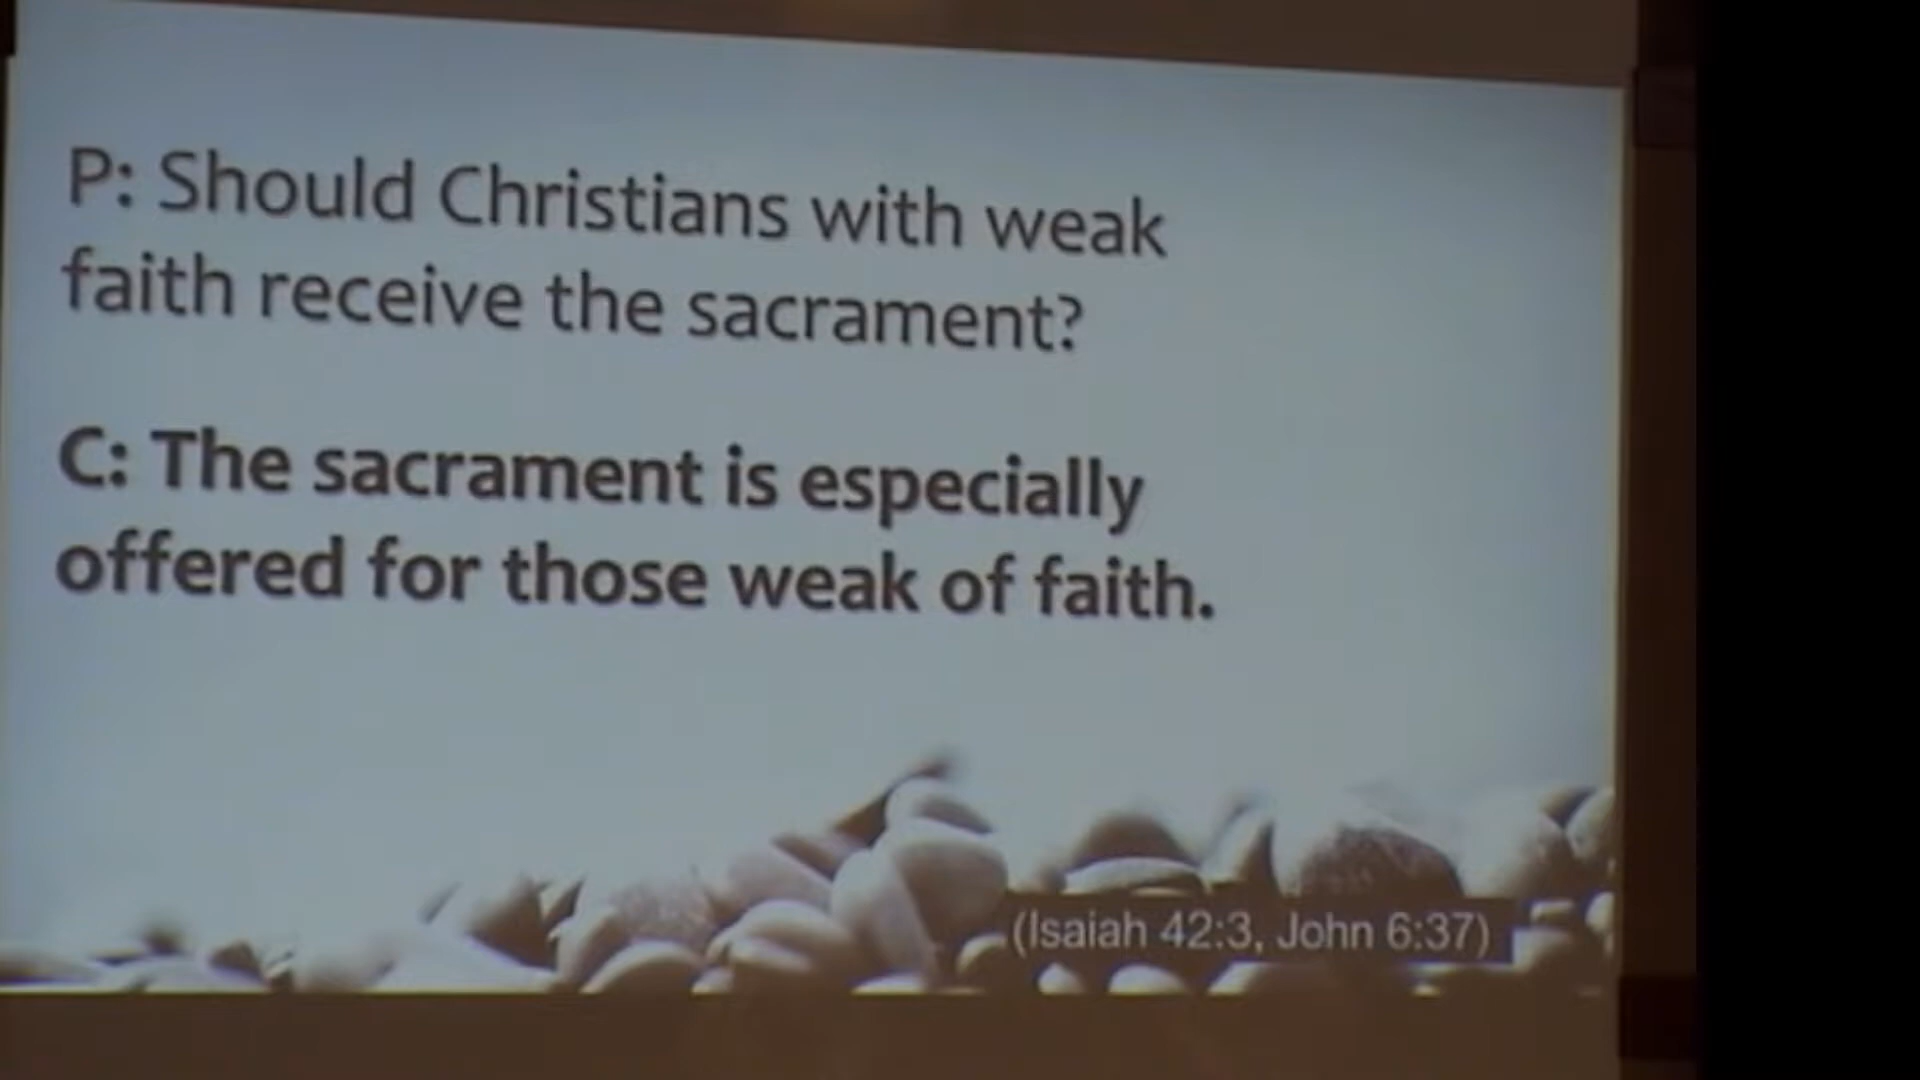 P: Should Christians with weak
faith receive the sacrament?
C: The sacrament is especially
offered for those weak of faith.
(Isaiah 42:3, John 6:37)